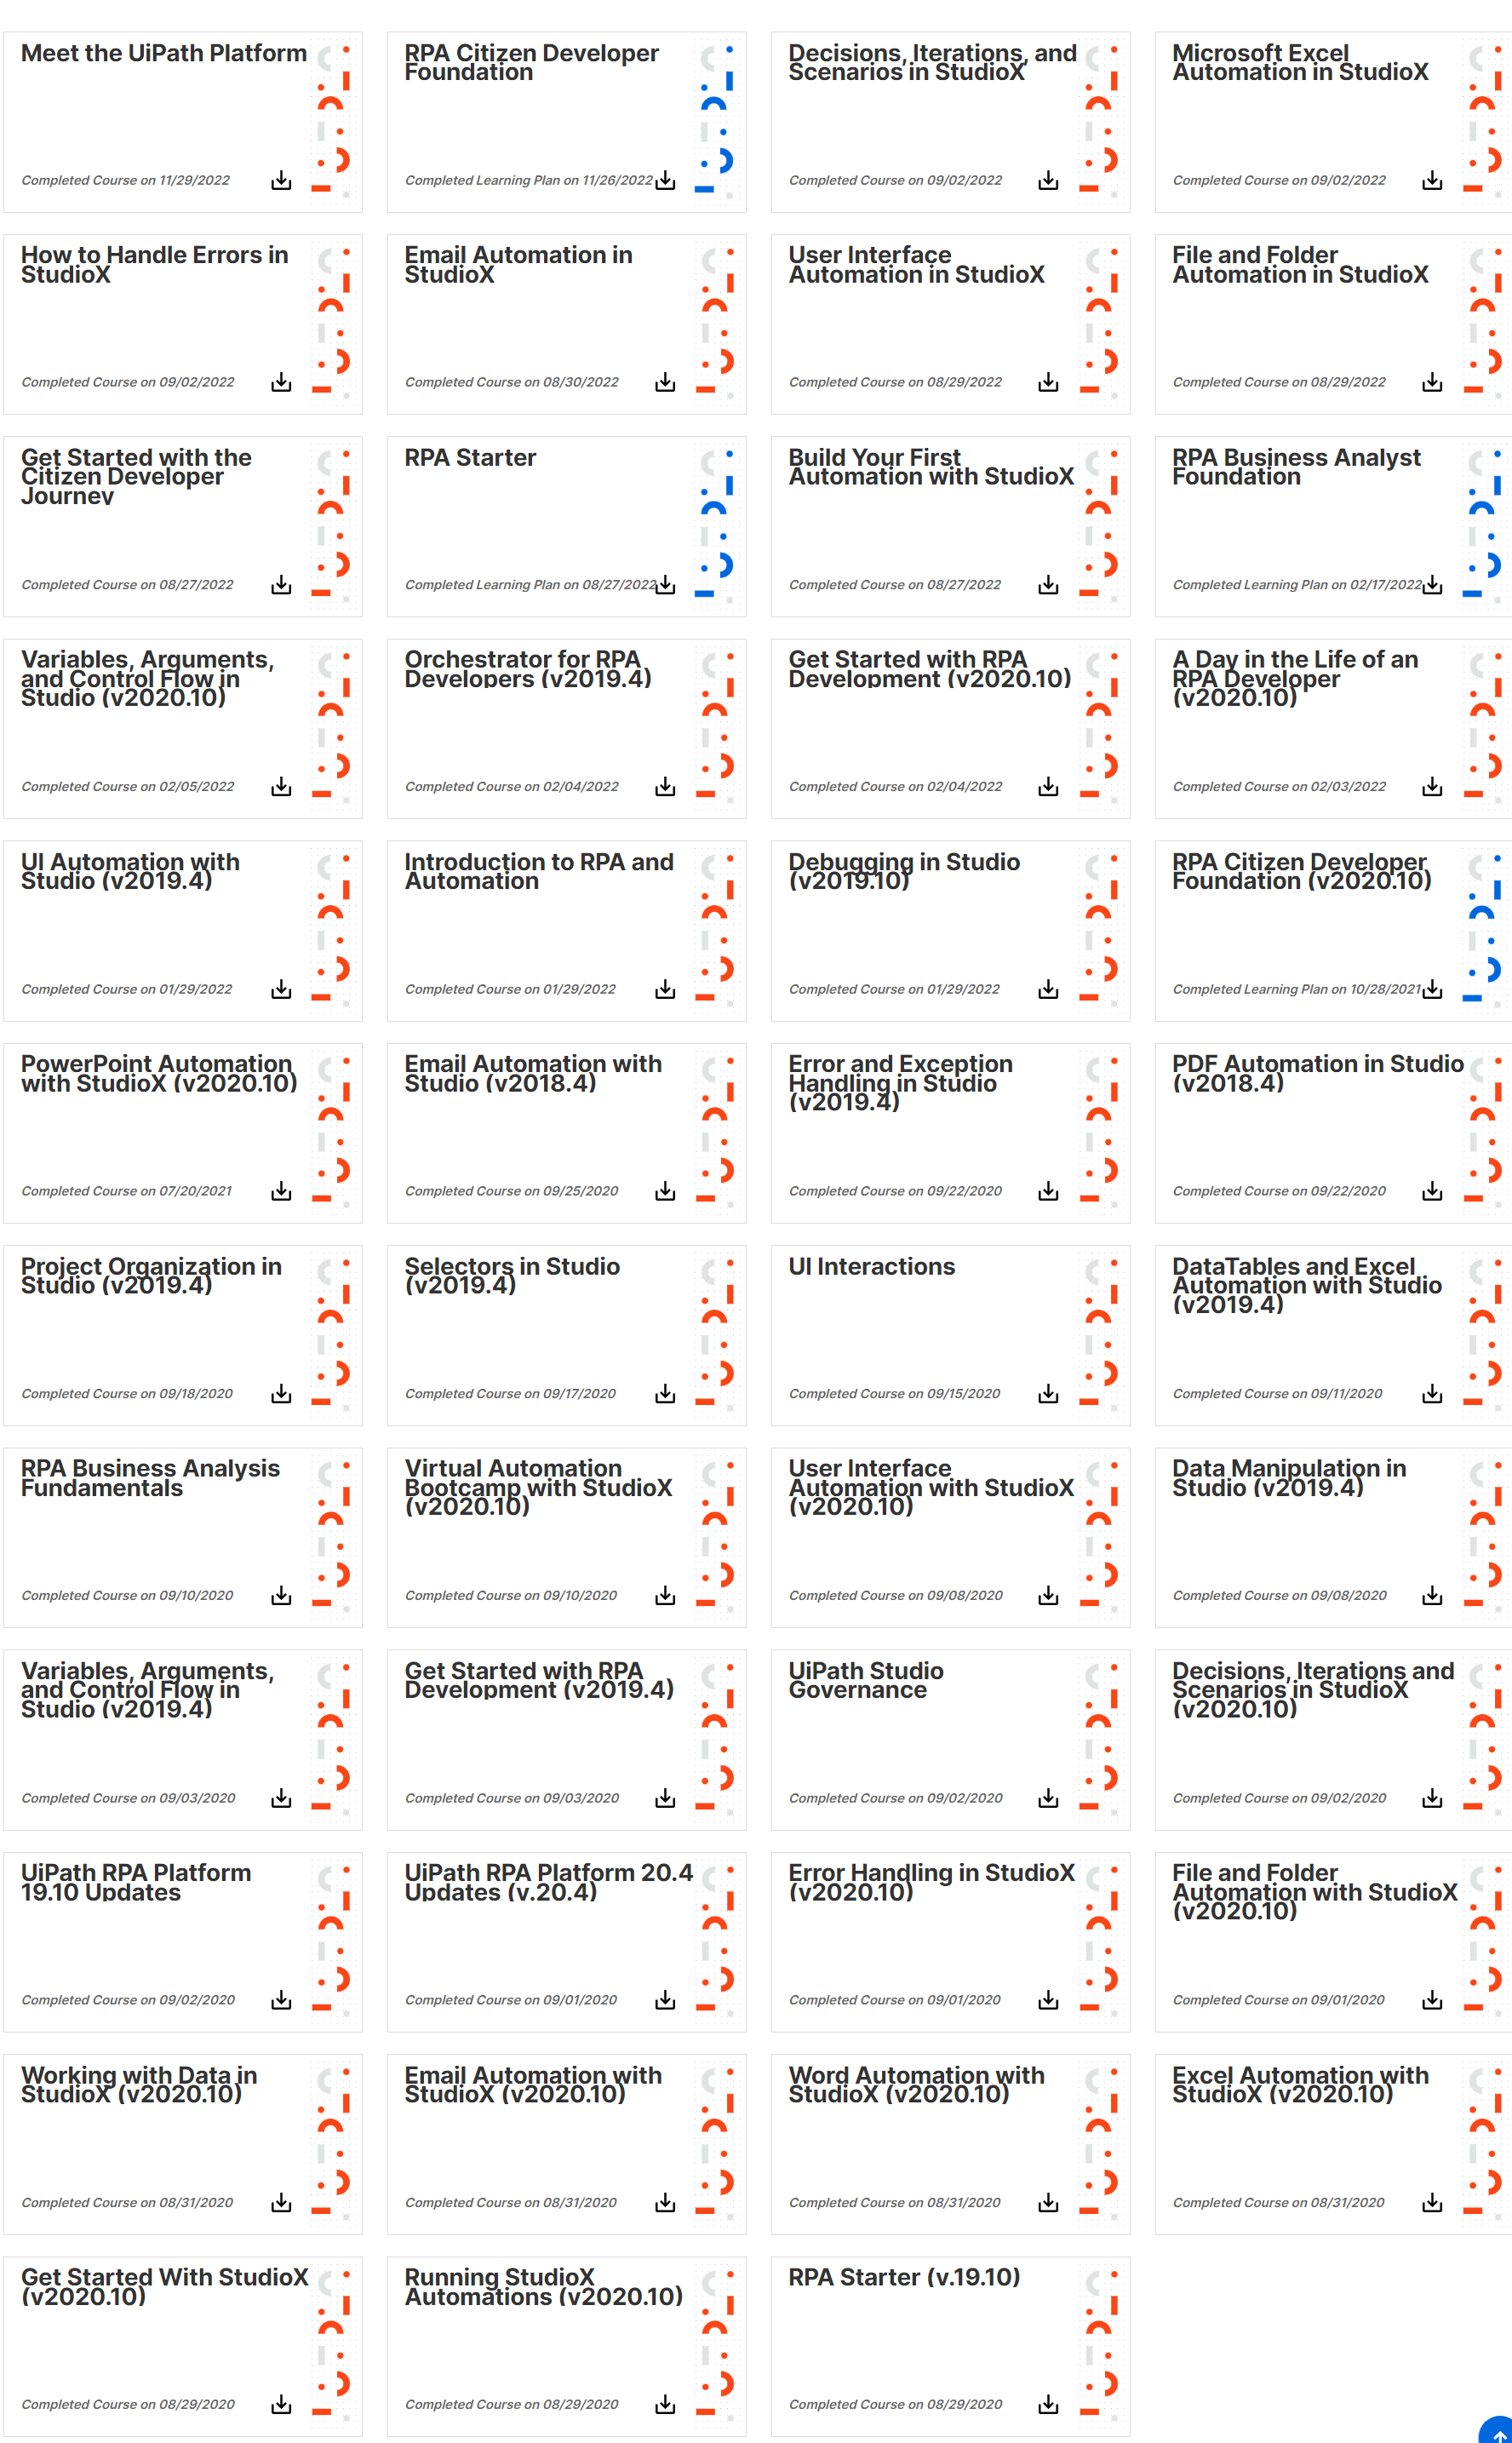 Meet the UiPath Platform
Completed Course on 11/29/2022
RPA Citizen Developer
Foundation
Completed Learning Plan on 11/26/2022
Decisions, Iterations, and
Scenarios in StudioX
Completed Course on 09/02/2022
Microsoft Excel
Automation in StudioX
Completed Course on 09/02/2022
How to Handle Errors in
StudioX
Completed Course on 09/02/2022
Email Automation in
StudioX
Completed Course on 08/30/2022
User Interface
Automation in StudioX
Completed Course on 08/29/2022
File and Folder
Automation in StudioX
Completed Course on 08/29/2022
Get Started with the
Citizen Developer
Journey
Completed Course on 08/27/2022
RPA Starter
Completed Learning Plan on 08/27/2022
Build Your First
Automation with StudioX
Completed Course on 08/27/2022
RPA Business Analyst
Foundation
Completed Learning Plan on 02/17/2022
Variables, Arguments,
and Control Flow in
Studio (v2020.10)
Completed Course on 02/05/2022
Orchestrator for RPA
Developers (v2019.4)
Completed Course on 02/04/2022
Get Started with RPA
Development (v2020.10)
Completed Course on 02/04/2022
A Day in the Life of an
RPA Developer
(v2020.10)
Completed Course on 02/03/2022
UI Automation with
Studio (v2019.4)
Completed Course on 01/29/2022
Introduction to RPA and
Automation
Completed Course on 01/29/2022
Debugging in Studio
(v2019.10)
Completed Course on 01/29/2022
RPA Citizen Developer
Foundation (v2020.10)
Completed Learning Plan on 10/28/2021
PowerPoint Automation
with StudioX (v2020.10)
Completed Course on 07/20/2021
Email Automation with
Studio (v2018.4)
Completed Course on 09/25/2020
Error and Exception
Handling in Studio
(v2019.4)
Completed Course on 09/22/2020
PDF Automation in Studio
(v2018.4)
Completed Course on 09/22/2020
Project Organization in
Studio (v2019.4)
Completed Course on 09/18/2020
Selectors in Studio
(v2019.4)
Completed Course on 09/17/2020
UI Interactions
Completed Course on 09/15/2020
DataTables and Excel
Automation with Studio
(v2019.4)
Completed Course on 09/11/2020
RPA Business Analysis
Fundamentals
Completed Course on 09/10/2020
Virtual Automation
Bootcamp with StudioX
(v2020.10)
Completed Course on 09/10/2020
User Interface
Automation with StudioX
(v2020.10)
Completed Course on 09/08/2020
Data Manipulation in
Studio (v2019.4)
Completed Course on 09/08/2020
Variables, Arguments,
and Control Flow in
Studio (v2019.4)
Completed Course on 09/03/2020
Get Started with RPA
Development (v2019.4)
Completed Course on 09/03/2020
UiPath Studio
Governance
Completed Course on 09/02/2020
Decisions, Iterations and
Scenarios in StudioX
(v2020.10)
Completed Course on 09/02/2020
UiPath RPA Platform
19.10 Updates
Completed Course on 09/02/2020
UiPath RPA Platform 20.4
Updates (v.20.4)
Completed Course on 09/01/2020
Error Handling in StudioX
(v2020.10)
Completed Course on 09/01/2020
File and Folder
Automation with StudioX
(v2020.10)
Completed Course on 09/01/2020
Working with Data in
StudioX (v2020.10)
Completed Course on 08/31/2020
Email Automation with
StudioX (v2020.10)
Completed Course on 08/31/2020
Word Automation with
StudioX (v2020.10)
Completed Course on 08/31/2020
Excel Automation with
StudioX (v2020.10)
Completed Course on 08/31/2020
Get Started With StudioX
(v2020.10)
Completed Course on 08/29/2020
Running StudioX
Automations (v2020.10)
Completed Course on 08/29/2020
RPA Starter (v.19.10)
Completed Course on 08/29/2020